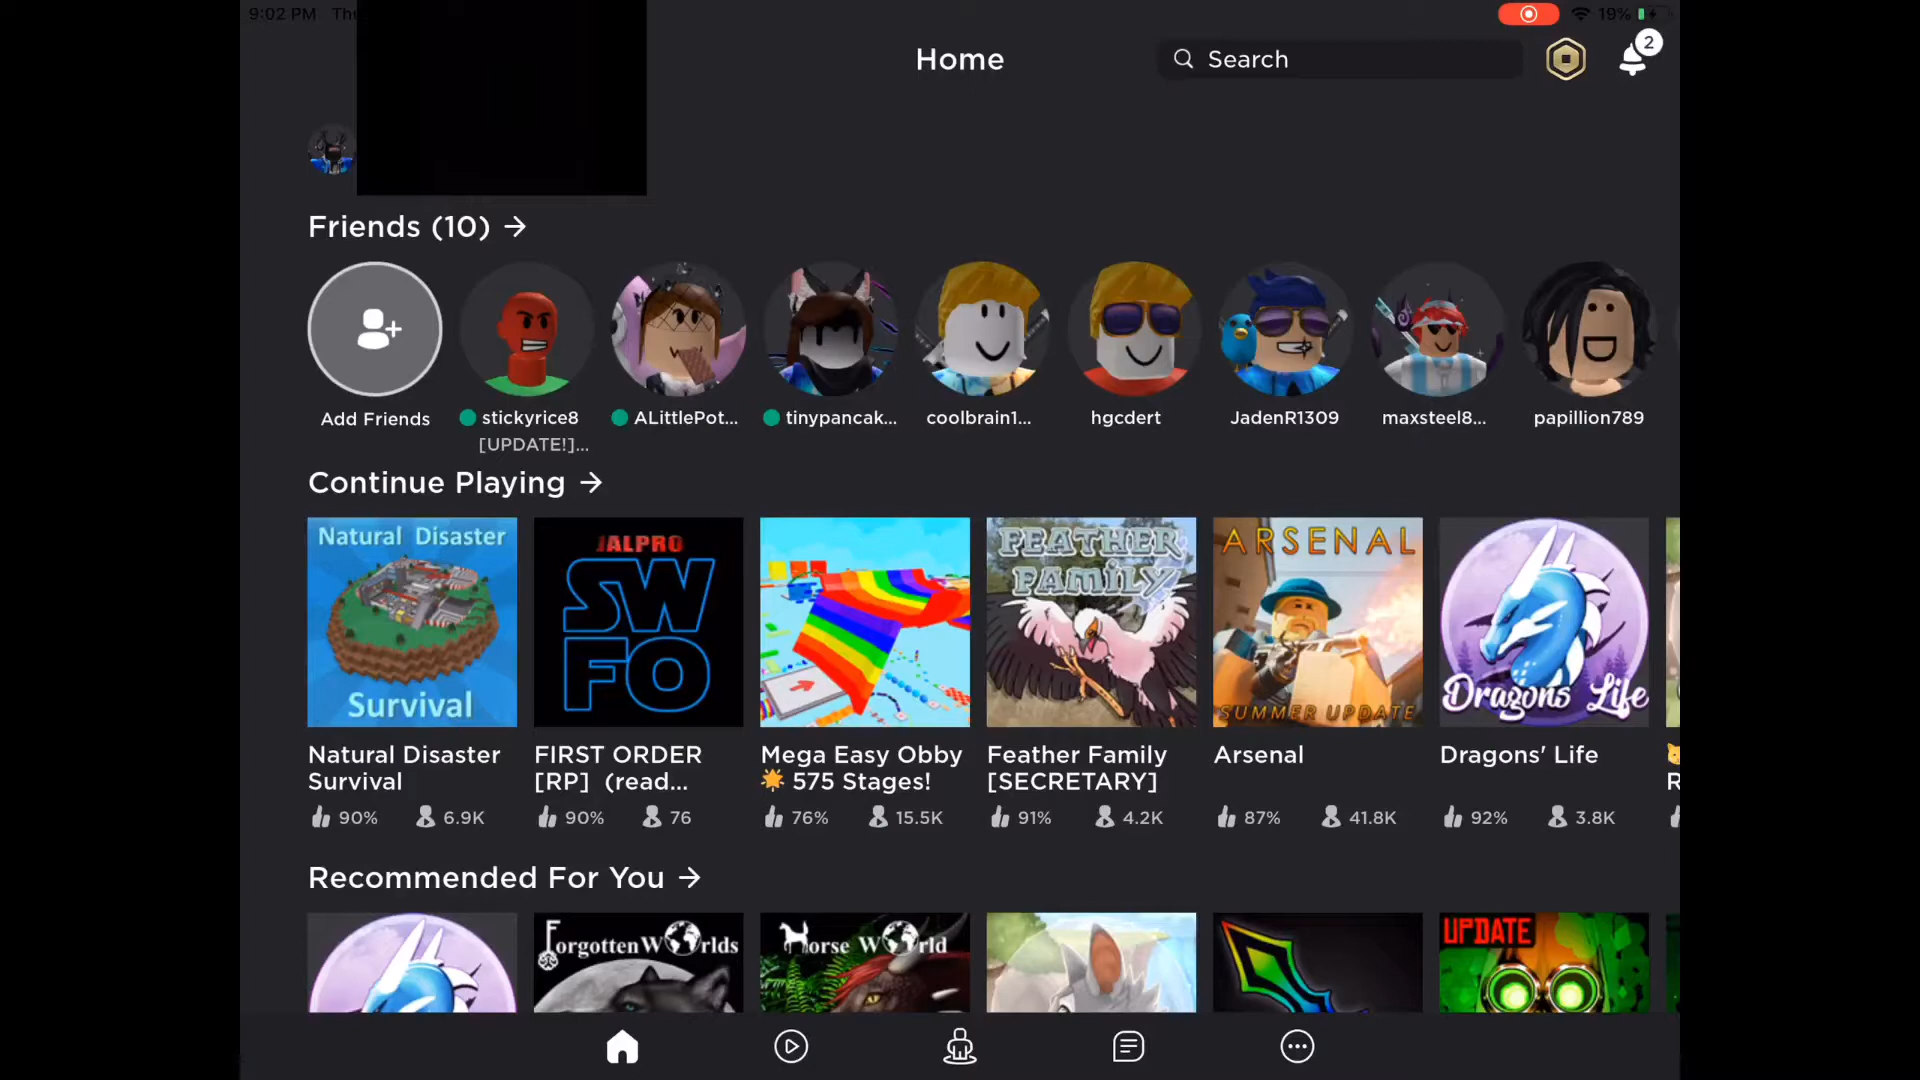 9:02 PM Thu
19%
Home
Search
2
Friends (10)
Add Friends
stickyrice8
[UPDATE!]...
ALittlePot...
tinypancak...
coolbrain1...
hgcdert
JadenR1309
maxsteel8...
papillion789
Continue Playing
Natural Disaster
Survival
JALPRO
SW
FO
FEATHER
FAMILY
ARSENAL
SUMMER UPDATE
Dragons Life
Natural Disaster
Survival
90% 6.9K
FIRST ORDER
[RP] (read...
90% 76
Mega Easy Obby
575 Stages!
76% 15.5K
Feather Family
[SECRETARY]
91% 4.2K
Arsenal
87% 41.8K
Dragons' Life
92% 3.8K
R
Recommended For You
Forgotten Worlds
Horse World
UPDATE